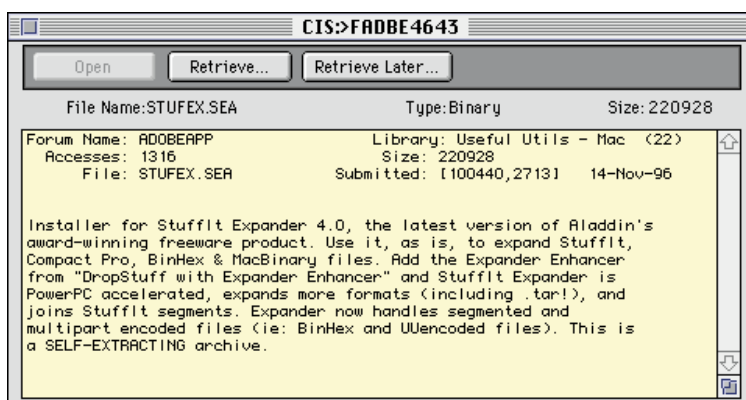 CIS:>FADBE4643
Open Retrieve... Retrieve Later...
File Name:STUFEX.SEA Type:Binary Size:220928
Forum Name: ADOBEAPP Library: Useful Utils - Mac (22)
Accesses: 1316 Size: 220928
File: STUFEX.SEA Submitted: [100440,2713] 14-Nov-96
Installer for StuffIt Expander 4.0, the latest version of Aladdin's
award-winning freeware product. Use it, as is, to expand StuffIt,
Compact Pro, BinHex & MacBinary files. Add the Expander Enhancer
from "DropStuff with Expander Enhancer" and StuffIt Expander is
PowerPC accelerated, expands more formats (including .tar!), and
joins StuffIt segments. Expander now handles segmented and
multipart encoded files (ie: BinHex and UUencoded files). This is
a SELF-EXTRACTING archive.